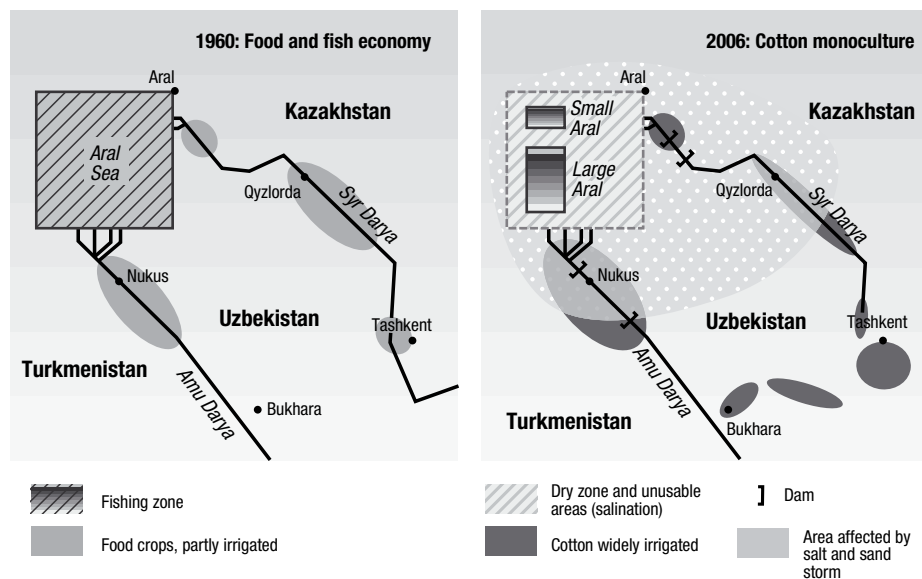 1960: Food and fish economy
Aral
Kazakhstan
Aral
Sea
Qyzlorda
Syr Darya
Nukus
Uzbekistan
Tashkent
Turkmenistan
Amu Darya
Bukhara
Fishing zone
Food crops, partly irrigated
2006: Cotton monoculture
Aral
Small
Aral
Kazakhstan
Large
Aral
Qyzlorda
Syr Darya
Nukus
Uzbekistan
Tashkent
Amu Darya
Turkmenistan
Bukhara
Dry zone and unusable
areas (salination)
Dam
Cotton widely irrigated
Area affected by
salt and sand
storm